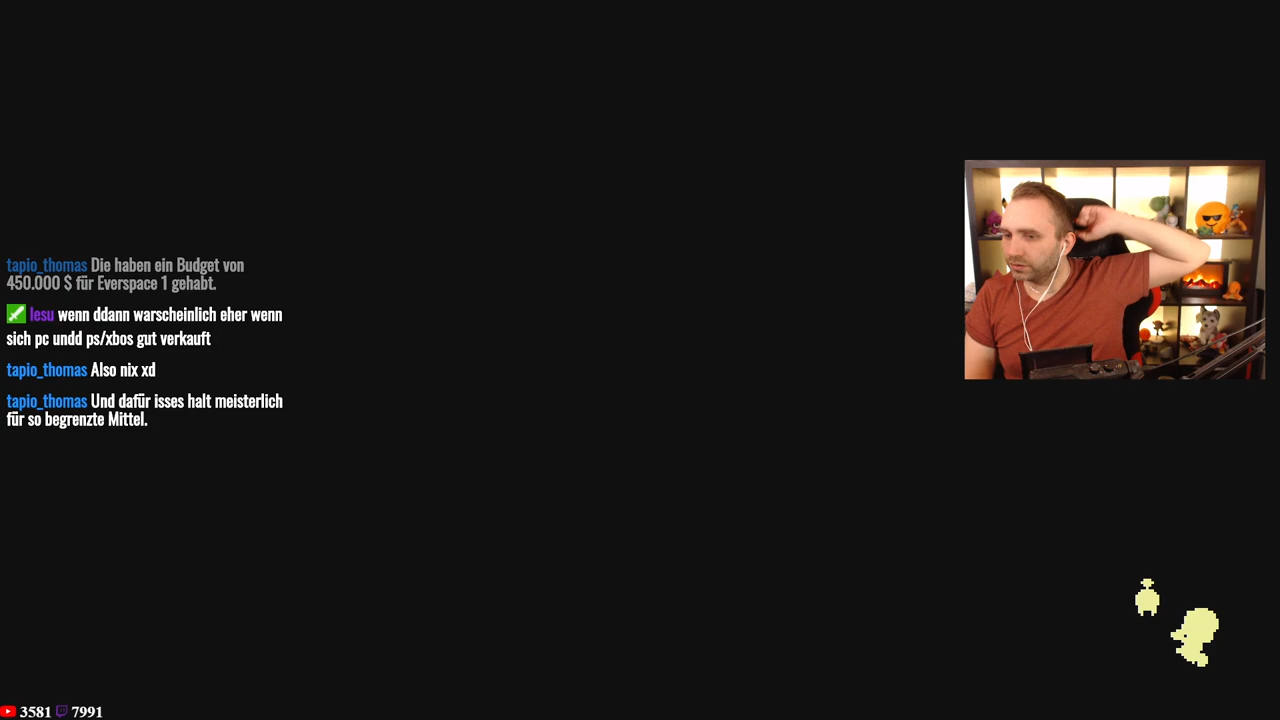 tapio_thomas Die haben ein Budget von
450.000 $ für Everspace 1 gehabt.
lesu wenn ddann warscheinlich eher wenn
sich pc undd ps/xbos gut verkauft
tapio_thomas Also nix xd
tapio_thomas Und dafür isses halt meisterlich
für so begrenzte Mittel.
3581 7991